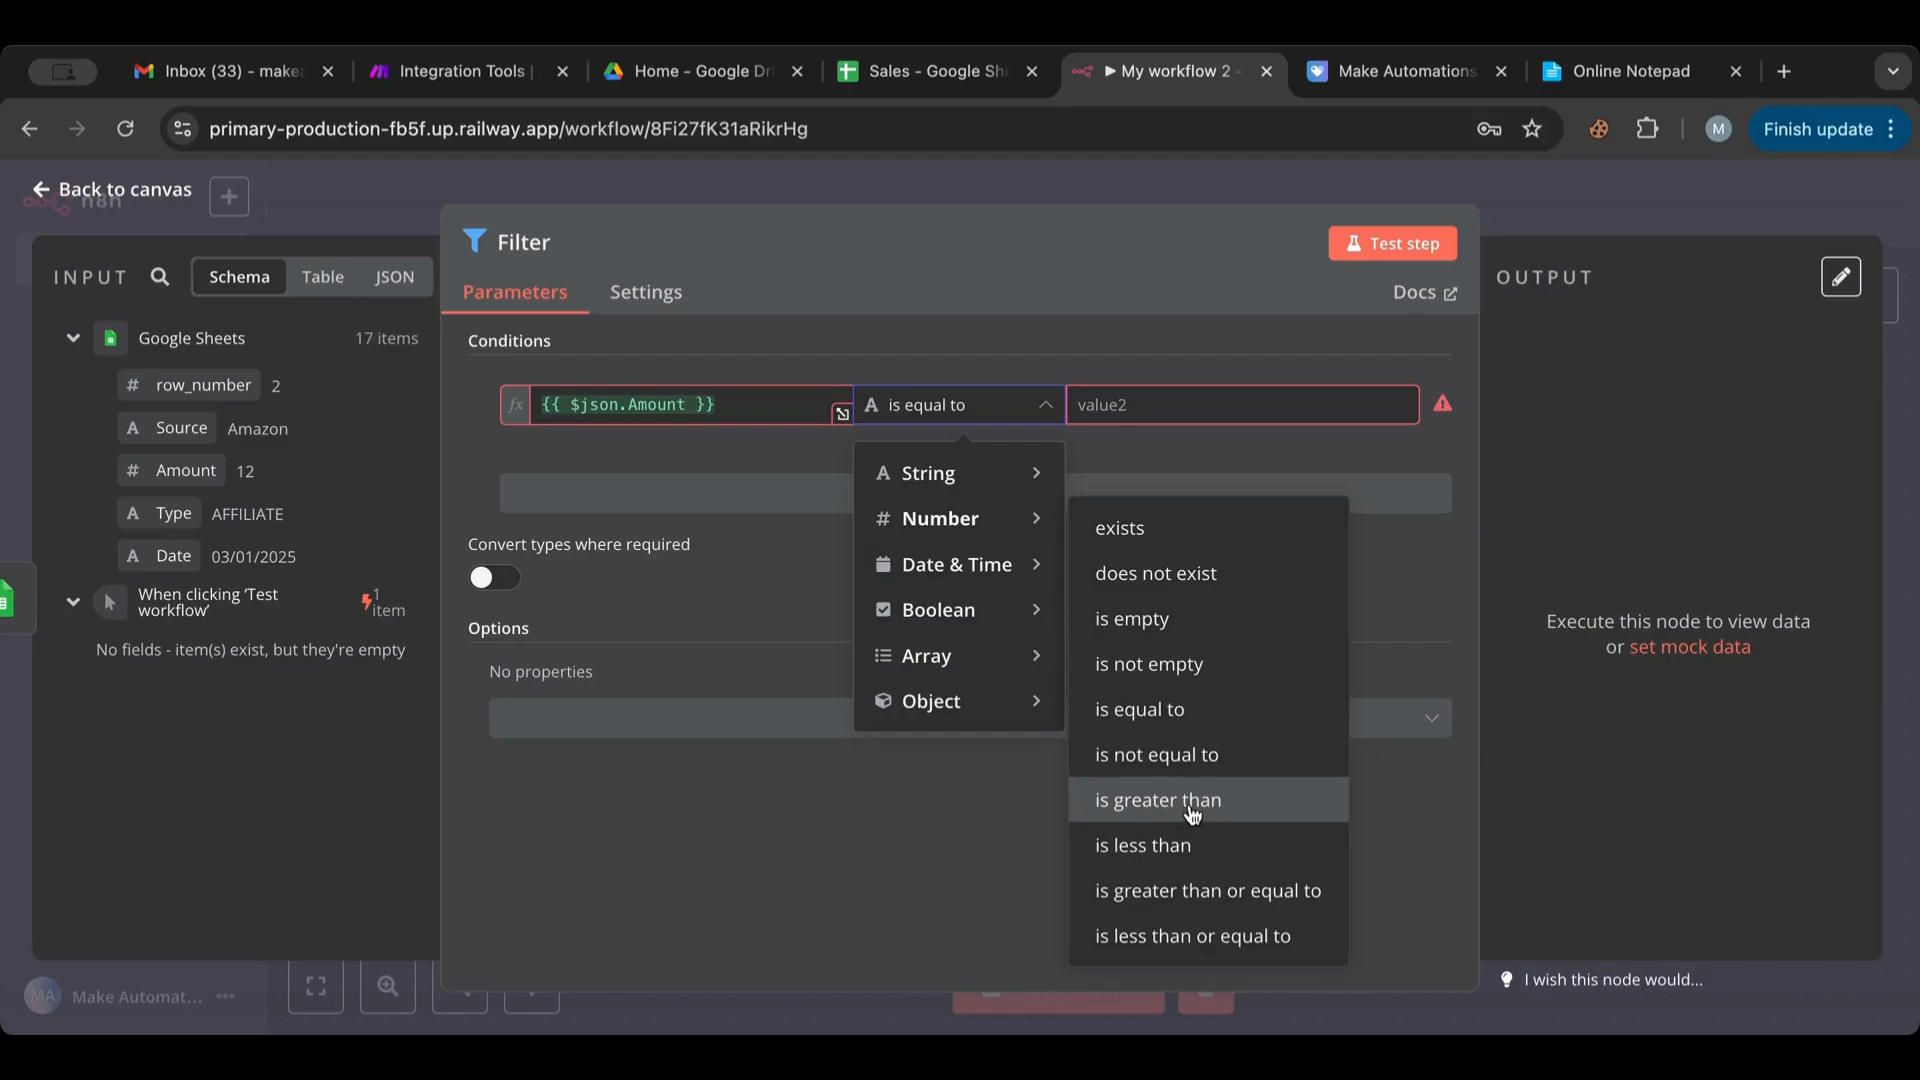 Inbox (33) - make
Integration Tools |
Home - Google Dri
Sales - Google She
My workflow 2 -
Make Automations
Online Notepad
primary-production-fb5f.up.railway.app/workflow/8Fi27fK31aRikrHg
M
Finish update
Back to canvas
n8n
Filter
Test step
INPUT
Schema
Table
JSON
Parameters
Settings
Docs
OUTPUT
Google Sheets
17 items
Conditions
# row_number 2
fx {{ $json.Amount }}
A is equal to
value2
A Source Amazon
# Amount 12
A Type AFFILIATE
A Date 03/01/2025
When clicking ‘Test
workflow’
1
item
No fields - item(s) exist, but they're empty
A String
# Number
Date & Time
Boolean
Array
Object
exists
does not exist
is empty
is not empty
is equal to
is not equal to
is greater than
is less than
is greater than or equal to
is less than or equal to
Convert types where required
Options
No properties
Execute this node to view data
or set mock data
I wish this node would...
MA
Make Automat...